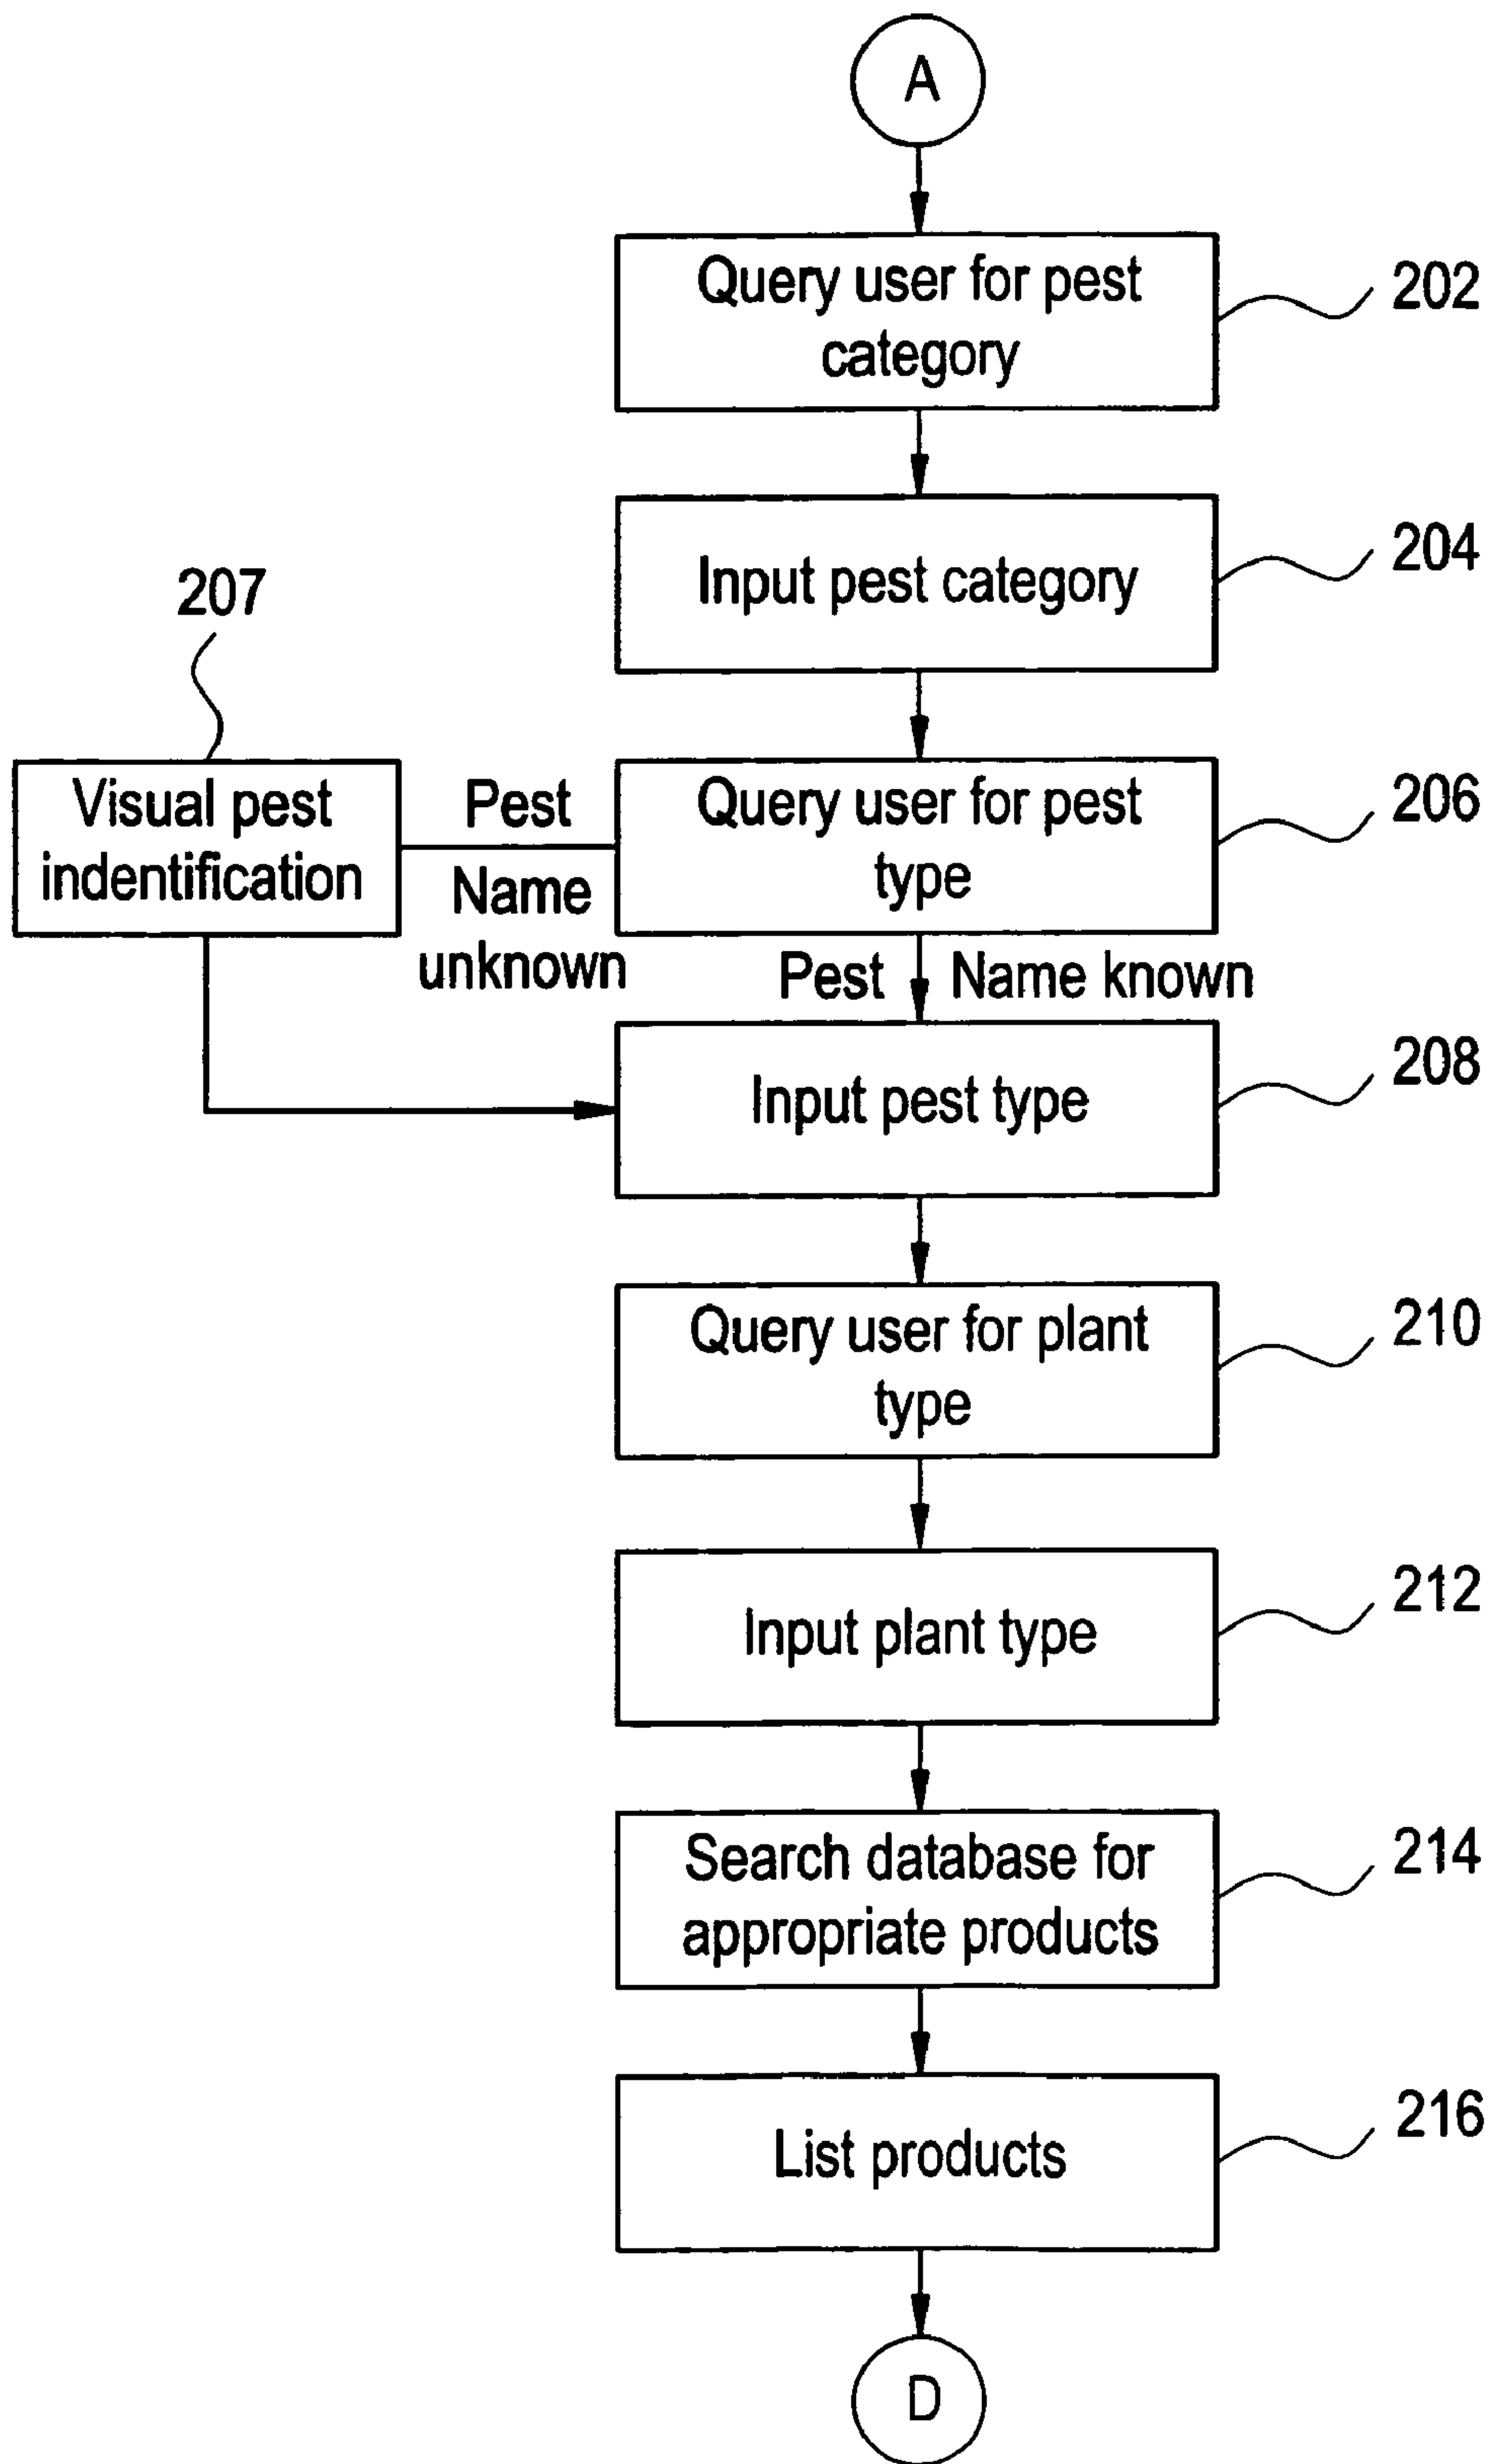 A
Query user for pest
category
202
Input pest category
204
207
Visual pest
indentification
Pest
Name
unknown
Query user for pest
type
206
Pest Name known
Input pest type
208
Query user for plant
type
210
Input plant type
212
Search database for
appropriate products
214
List products
216
D